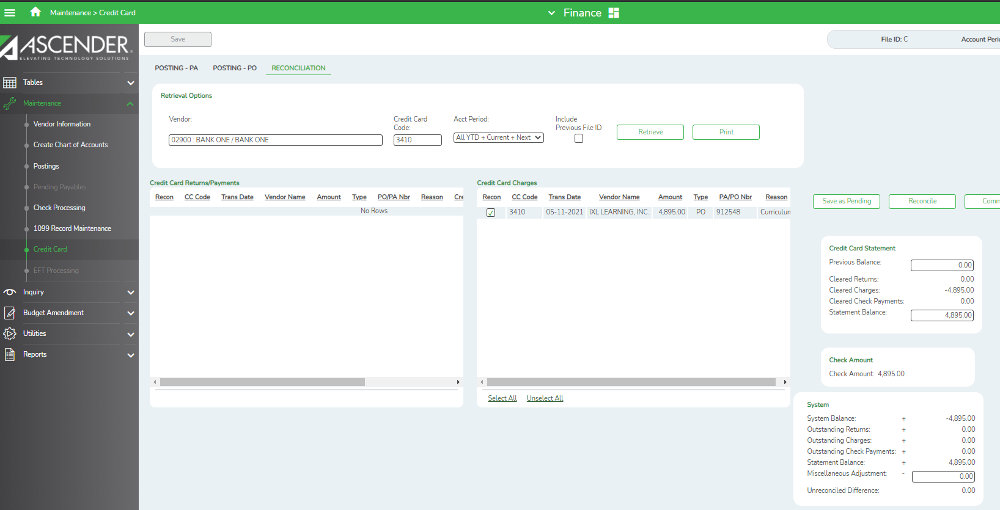 Maintenance > Credit Card
Finance
ASCENDER
ELEVATING TECHNOLOGY SOLUTIONS
Save
File ID: C
Account
POSTING - PA
POSTING - PO
RECONCILIATION
Tables
Maintenance
Vendor Information
Create Chart of Accounts
Postings
Pending Payables
Check Processing
1099 Record Maintenance
Credit Card
EFT Processing
Inquiry
Budget Amendment
Utilities
Reports
Retrieval Options
Vendor:
02900 : BANK ONE / BANK ONE
Credit Card
Code:
3410
Acct Period:
All YTD + Current + Next
Include
Previous File ID
Retrieve
Print
Credit Card Returns/Payments
Recon CC Code Trans Date Vendor Name Amount Type PO/PA Nbr Reason Cre
No Rows
Credit Card Charges
Recon CC Code Trans Date Vendor Name Amount Type PA/PO Nbr Reason
3410 05-11-2021 IXL LEARNING, INC. 4,895.00 PO 912548 Curriculum
Select All Unselect All
Save as Pending
Reconcile
Comm
Credit Card Statement
Previous Balance: 0.00
Cleared Returns: 0.00
Cleared Charges: -4,895.00
Cleared Check Payments: 0.00
Statement Balance: 4,895.00
Check Amount
Check Amount: 4,895.00
System
System Balance: + -4,895.00
Outstanding Returns: + 0.00
Outstanding Charges: + 0.00
Outstanding Check Payments: + 0.00
Statement Balance: + 4,895.00
Miscellaneous Adjustment: - 0.00
Unreconciled Difference: 0.00